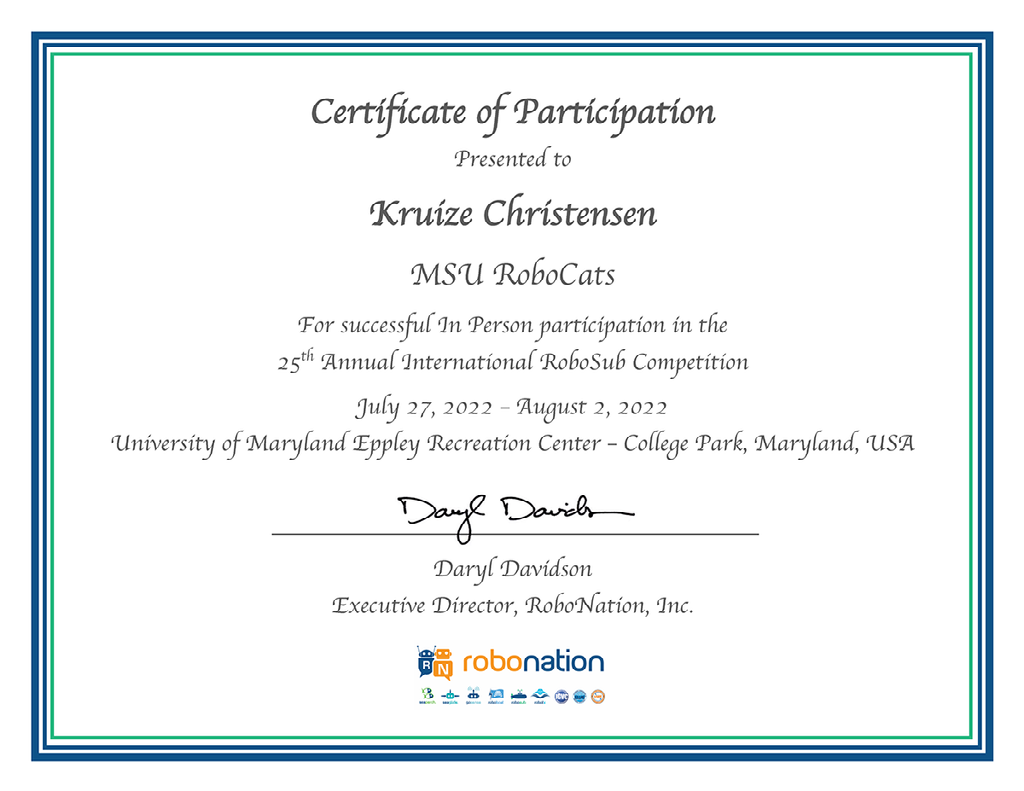 Certificate of Participation
Presented to
Kruize Christensen
MSU RoboCats
For successful In Person participation in the
25th Annual International RoboSub Competition
July 27, 2022 – August 2, 2022
University of Maryland Eppley Recreation Center – College Park, Maryland, USA
Daryl Davidson
Daryl Davidson
Executive Director, RoboNation, Inc.
RN robonation